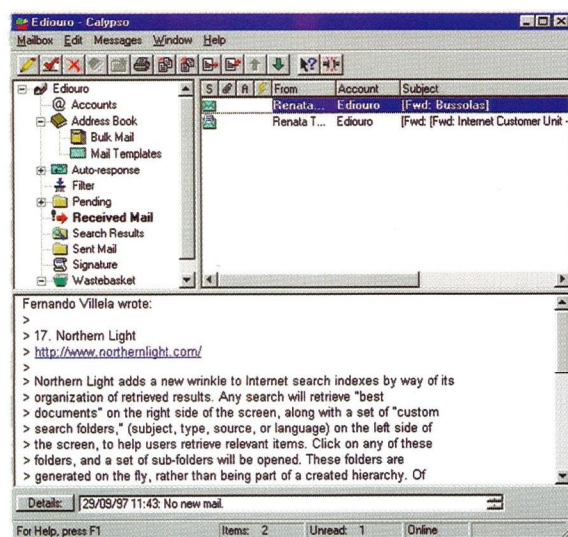 Ediouro - Calypso
Mailbox Edit Messages Window Help
Ediouro
Accounts
Address Book
Bulk Mail
Mail Templates
Auto-response
Filter
Pending
Received Mail
Search Results
Sent Mail
Signature
Wastebasket
S A From Account Subject
Renata... Ediouro [Fwd: Bussolas]
Renata T... Ediouro [Fwd: [Fwd: Internet Customer Unit -
Fernando Villela wrote:
>
> 17. Northern Light
> http://www.northernlight.com/
>
> Northern Light adds a new wrinkle to Internet search indexes by way of its
> organization of retrieved results. Any search will retrieve "best
> documents" on the right side of the screen, along with a set of "custom
> search folders," (subject, type, source, or language) on the left side of
> the screen, to help users retrieve relevant items. Click on any of these
> folders, and a set of sub-folders will be opened. These folders are
> generated on the fly, rather than being part of a created hierarchy. Of
Details: 29/09/97 11:43: No new mail.
For Help, press F1 Items: 2 Unread: 1 Online